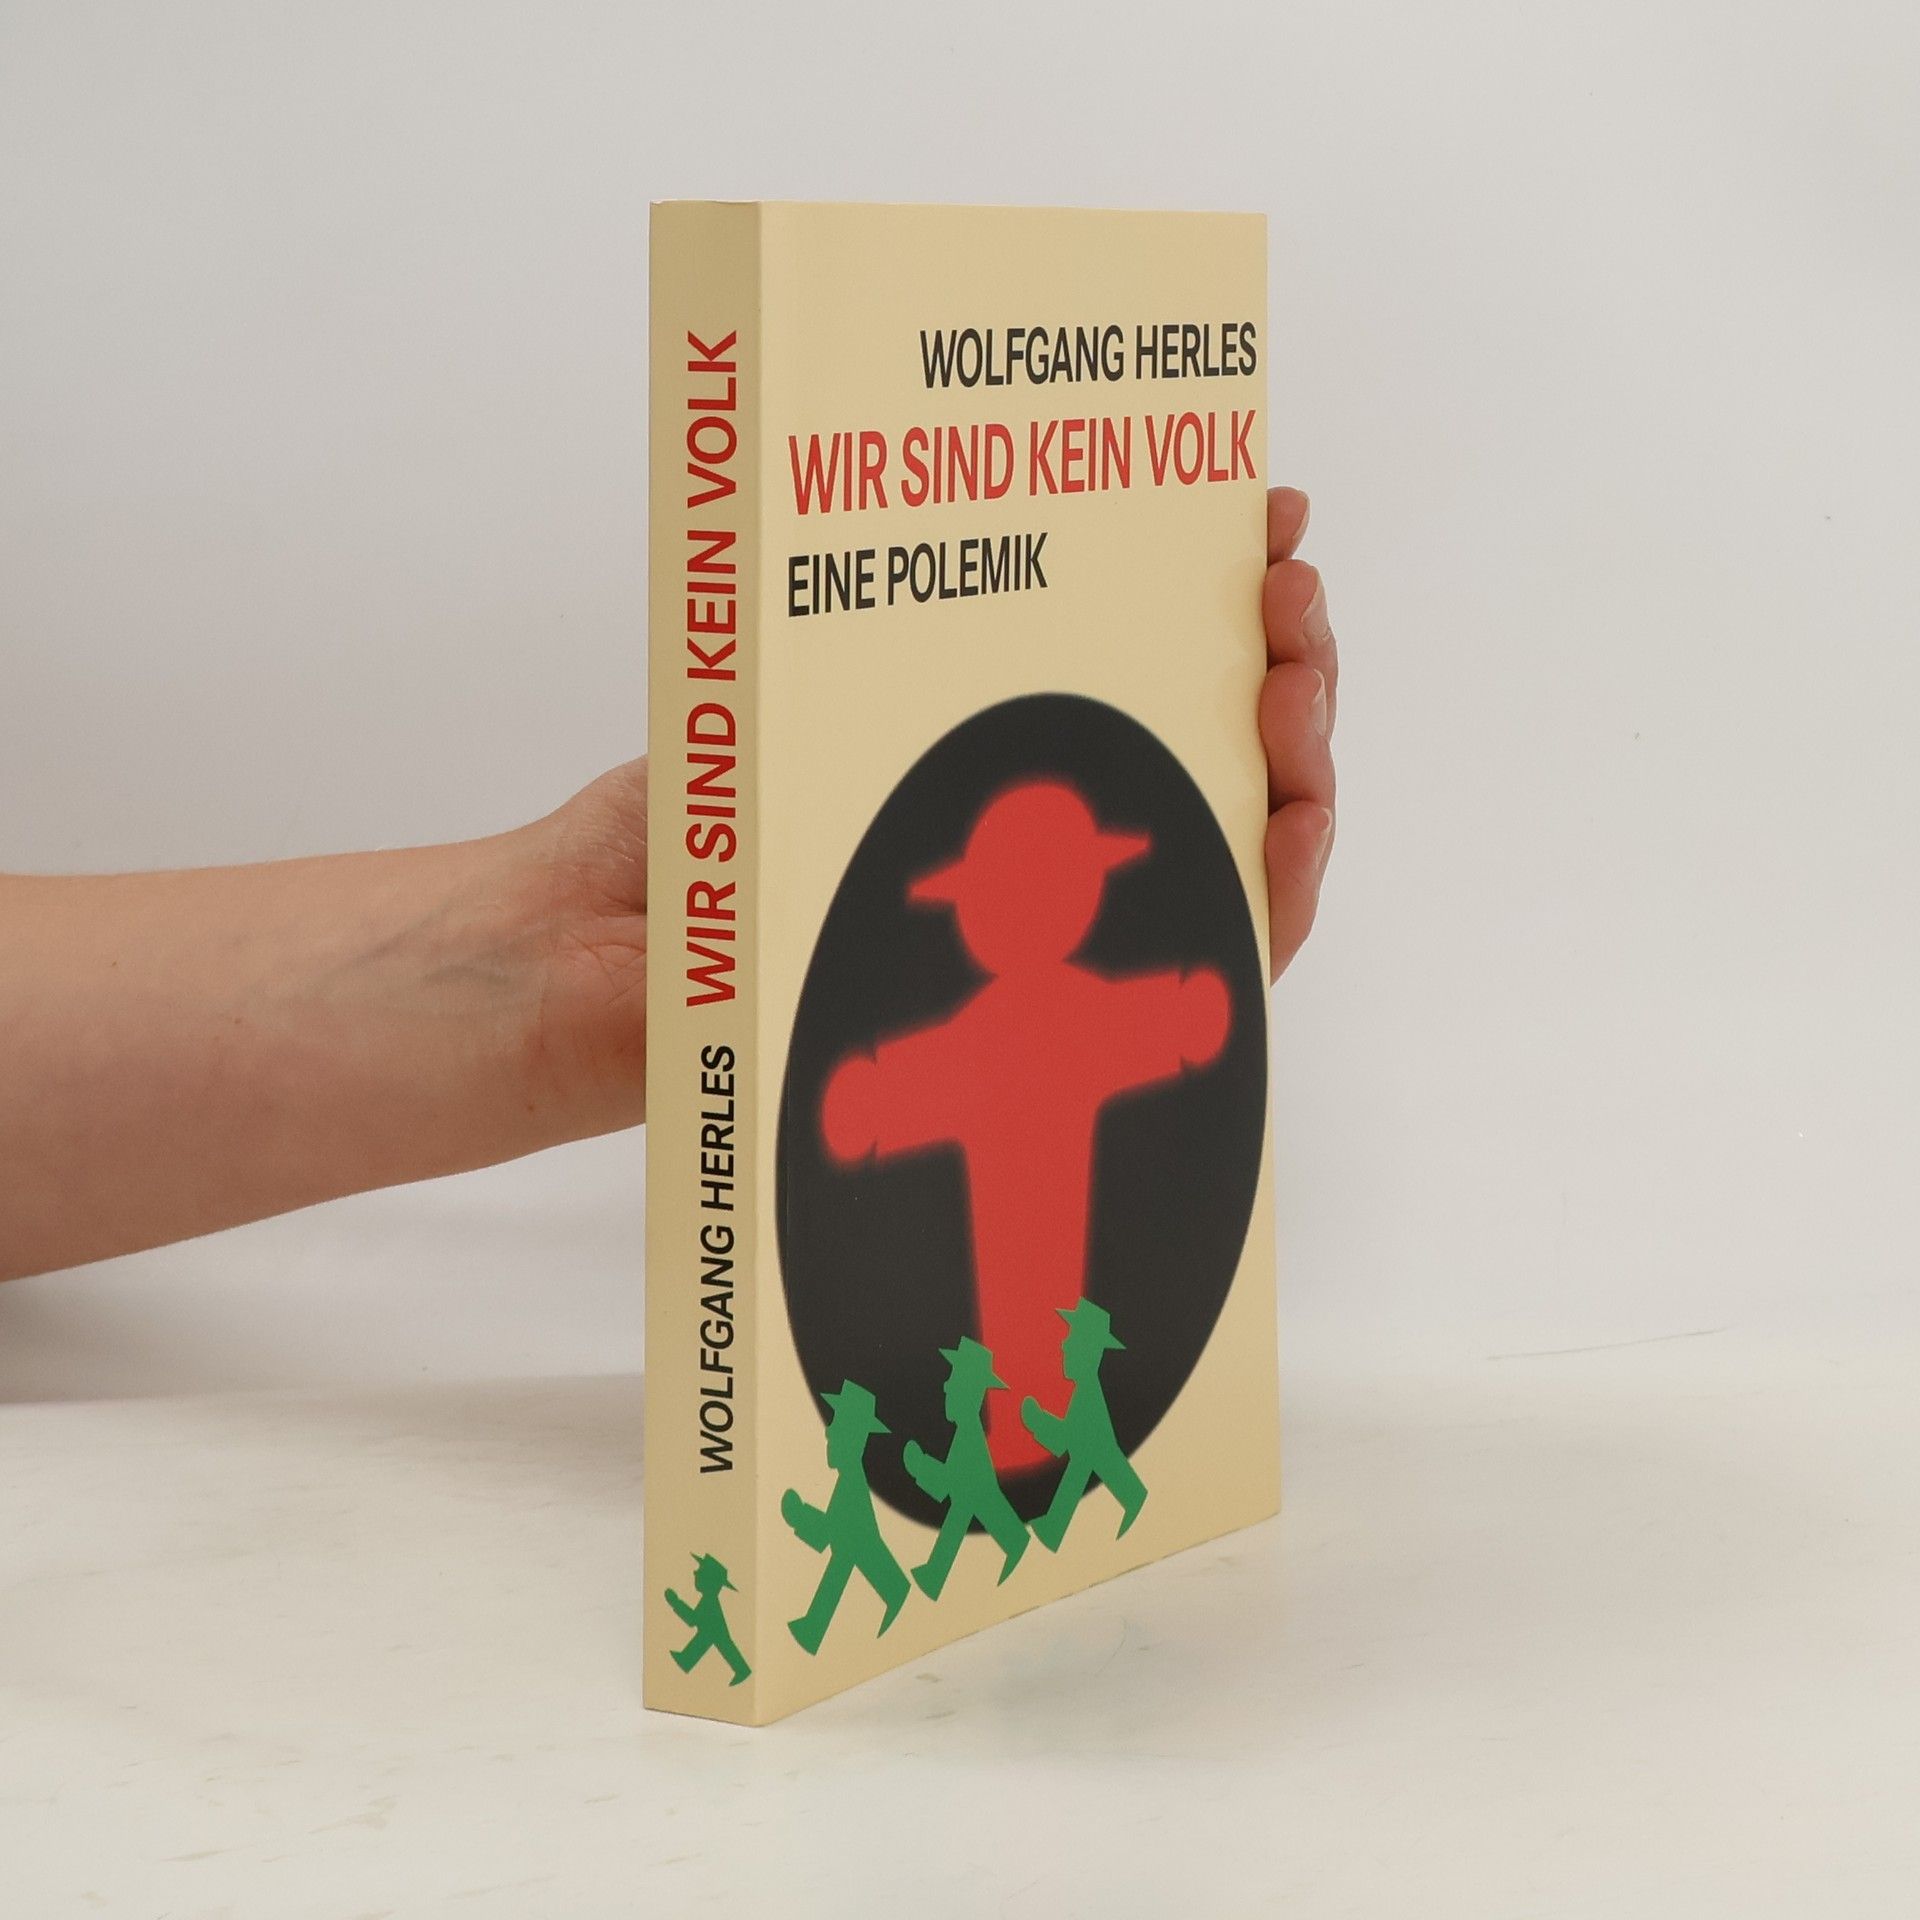 WOLFGANG HERLES WIR SIND KEIN VOLK
WOLFGANG HERLES
WIR SIND KEIN VOLK
EINE POLEMIK